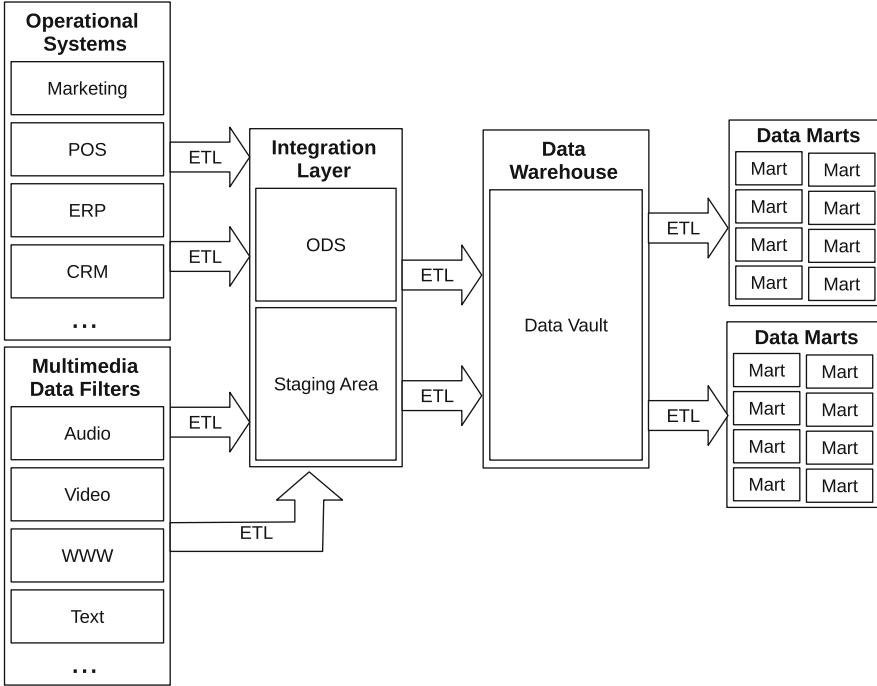 Operational
Systems
Marketing
POS
ERP
CRM
...
Multimedia
Data Filters
Audio
Video
WWW
Text
...
ETL
ETL
ETL
ETL
Integration
Layer
ODS
Staging Area
ETL
ETL
Data
Warehouse
Data Vault
ETL
ETL
Data Marts
Mart Mart
Mart Mart
Mart Mart
Mart Mart
Data Marts
Mart Mart
Mart Mart
Mart Mart
Mart Mart